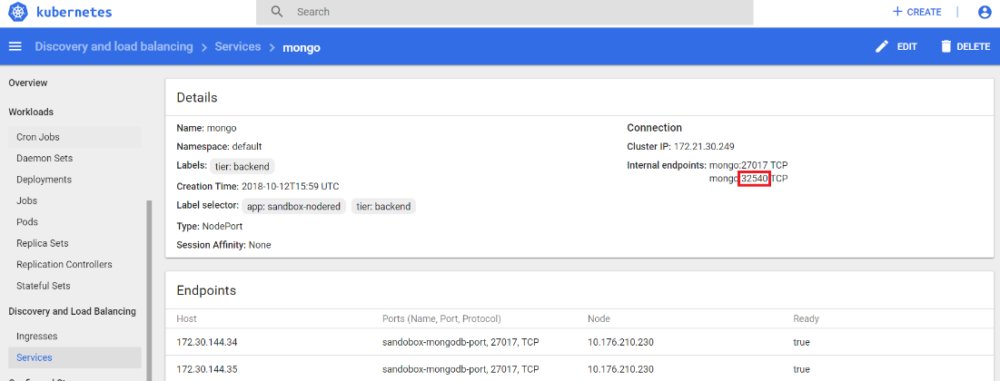 kubernetes
Search
CREATE
Discovery and load balancing > Services > mongo
EDIT
DELETE
Overview
Workloads
Cron Jobs
Daemon Sets
Deployments
Jobs
Pods
Replica Sets
Replication Controllers
Stateful Sets
Discovery and Load Balancing
Ingresses
Services
Details
Name: mongo
Namespace: default
Labels: tier: backend
Creation Time: 2018-10-12T15:59 UTC
Label selector: app: sandbox-nodered tier: backend
Type: NodePort
Session Affinity: None
Connection
Cluster IP: 172.21.30.249
Internal endpoints: mongo:27017 TCP
mongo:32540 TCP
Endpoints
Host Ports (Name, Port, Protocol) Node Ready
172.30.144.34 sandobox-mongodb-port, 27017, TCP 10.176.210.230 true
172.30.144.35 sandobox-mongodb-port, 27017, TCP 10.176.210.230 true